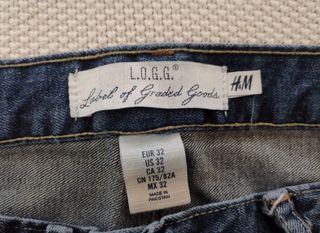 L.O.G.G.®
Label of Graded Goods
H&M
EUR 32
US 32
CA 32
CN 175/82A
MX 32
MADE IN
PAKISTAN